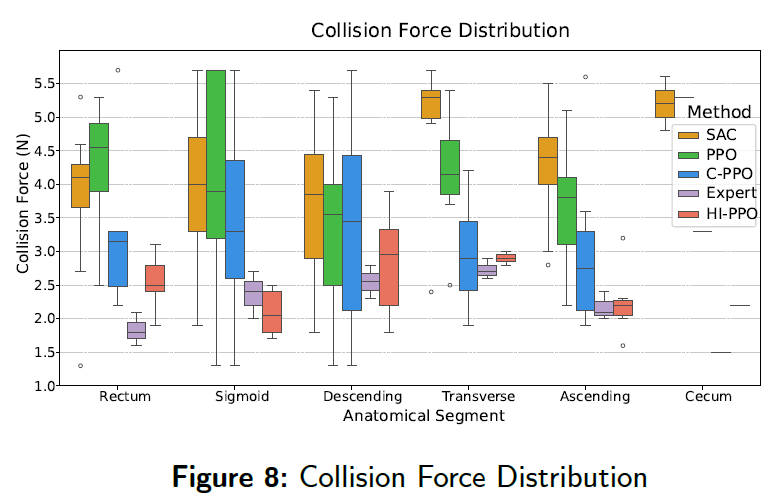 Collision Force Distribution
Collision Force (N)
5.5
5.0
4.5
4.0
3.5
3.0
2.5
2.0
1.5
1.0
Method
SAC
PPO
C-PPO
Expert
HI-PPO
Rectum Sigmoid Descending Transverse Ascending Cecum
Anatomical Segment
Figure 8: Collision Force Distribution